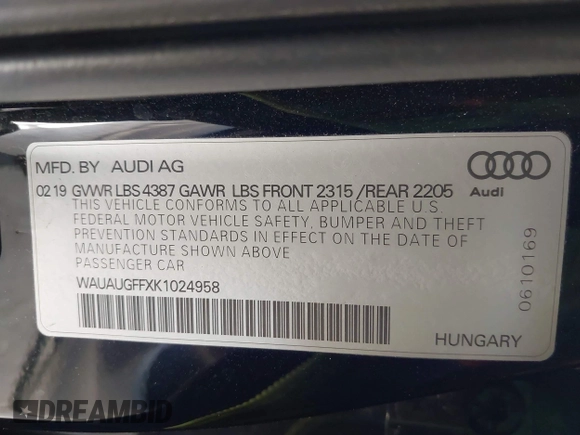 MFD. BY AUDI AG
02 19 GVWR LBS 4387 GAWR LBS FRONT 2315 / REAR 2205
THIS VEHICLE CONFORMS TO ALL APPLICABLE U.S.
FEDERAL MOTOR VEHICLE SAFETY, BUMPER AND THEFT
PREVENTION STANDARDS IN EFFECT ON THE DATE OF
MANUFACTURE SHOWN ABOVE
PASSENGER CAR
WAUAUGFFXK1024958
Audi
0610169
HUNGARY
DREAMBID